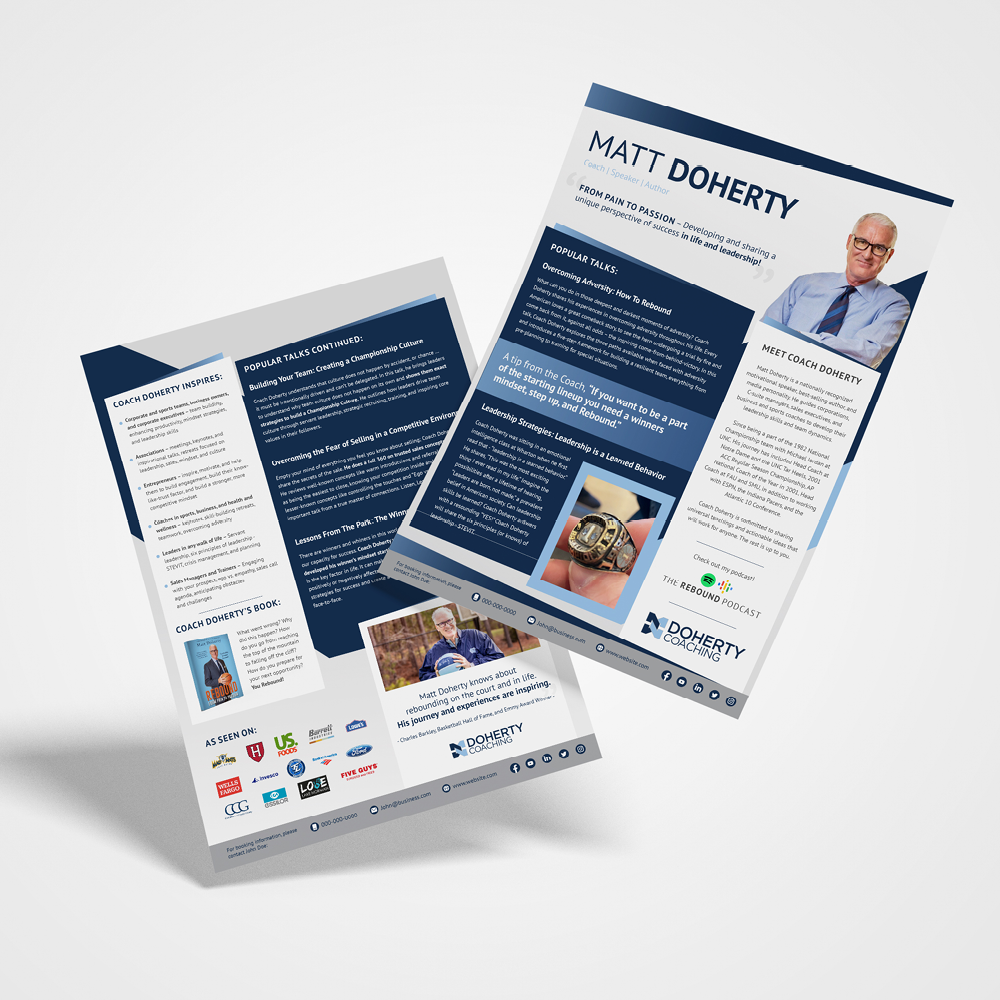 MATT DOHERTY
Coach | Speaker | Author
“
FROM PAIN TO PASSION – Developing and sharing a
unique perspective of success in life and leadership!
”
POPULAR TALKS:
Overcoming Adversity: How To Rebound
What can you do in those deepest and darkest moments of adversity? Coach
Doherty shares his experiences in overcoming adversity throughout his life. Every
American loves a great comeback story to see the hero undergoing a trial by fire and
come back from it, against all odds – the inspiring come-from-behind victory. In this
talk, Coach Doherty explores the three paths available when faced with adversity
and introduces a five-step framework for building a resilient team, everything from
pre-planning to training for special situations.
A tip from the Coach, "If you want to be a part
of the starting lineup you need a winners
mindset, step up, and Rebound."
Leadership Strategies: Leadership is a Learned Behavior
Coach Doherty was sitting in an emotional
intelligence class at Wharton when he first
read that - "leadership is a learned behavior."
He shares, "That was the most exciting
thing I ever read in my life, endless
possibilities". After a lifetime of hearing,
"Leaders are born, not made," a prevalent
belief in American society; Can leadership
skills be learned? Coach Doherty answers
with a resounding "YES!" Coach Doherty
will share the six principles (or knows) of
leadership - STEVIT.
MEET COACH DOHERTY
Matt Doherty is a nationally recognized
motivational speaker, best-selling author, and
media personality. He guides corporations,
C-suite managers, sales executives, and
business and sports coaches to develop their
leadership skills and team dynamics.
Since being a part of the 1982 National
Championship team with Michael Jordan at
UNC. His journey has included Head Coach at
Notre Dame and the UNC Tar Heels, 2001
ACC Regular Season Championship, AP
national Coach of the Year in 2001, Head
Coach at FAU and SMU in addition to working
with ESPN, the Indiana Pacers, and the
Atlantic 10 Conference.
Coach Doherty is committed to sharing
universal teachings and actionable ideas that
will work for anyone. The rest is up to you.
Check out my podcast!
THE REBOUND PODCAST
DOHERTY
COACHING
For booking information, please
contact John Doe:
000-000-0000
John@business.com
www.website.com
COACH DOHERTY INSPIRES:
Corporate and sports teams, business owners,
and corporate executives – team building,
enhancing productivity, mindset strategies,
and leadership skills
Associations – meetings, keynotes, and
informational talks, retreats focused on
leadership, sales, mindset, and culture
Entrepreneurs – inspire, motivate, and help
them to build engagement, build their know-
like-trust factor, and build a stronger, more
competitive mindset
Coaches in sports, business, and health and
wellness – keynotes, skill building retreats,
teamwork, overcoming adversity
Leaders in any walk of life – Servant
leadership, six principles of leadership -
STEVIT, crisis management, and planning
Sales Managers and Trainers – Engaging
with your prospect, ego vs. empathy, sales call
agenda, anticipating obstacles
and challenges
COACH DOHERTY'S BOOK:
Matt Doherty
REBOUND
What went wrong? Why
did this happen? How
do you go from reaching
the top of the mountain
to falling off the cliff?
How do you prepare for
your next opportunity?
You Rebound!
POPULAR TALKS CONTINUED:
Building Your Team: Creating a Championship Culture
Coach Doherty understands that culture does not happen by accident, or chance —
it must be intentionally driven and can't be delegated. In this talk, he brings leaders
to understand why team culture does not happen on its own and shows them exact
strategies to build a Championship Culture. He outlines how leaders drive team
culture through servant leadership, strategic recruiting, training, and using core
values in their followers.
Overcoming the Fear of Selling in a Competitive Environ
Empty your mind of everything you feel you know about selling. Coach Doh
share the secrets of the sale. He does a full 180 on trusted sales concep
He reviews well-known concepts like warm introductions and referr
as being the easiest to close, knowing your
lesser-known concepts like controlling the touches and "Ego
important talk from a true master of connections. Listen, L
Lessons From The Park: The Winn
There are winners and whiners in this worl
our capacity for success. Coach Doherty
developed his winner's mindset start
is the key factor in life. It can mak
positively or negatively affect
strategies for success and
face-to-face.
Matt Doherty knows about
rebounding on the court and in life.
His journey and experiences are inspiring.
- Charles Barkley, Basketball Hall of Fame, and Emmy Award Winner
DOHERTY
COACHING
AS SEEN ON:
US.
FOODS
Barrett
INDUSTRIES
LOWE'S
invesco
Ford
WELLS
FARGO
ESSILOR
FIVE GUYS
CCG
For booking information, please
contact John Doe:
000-000-0000
John@business.com
www.website.com